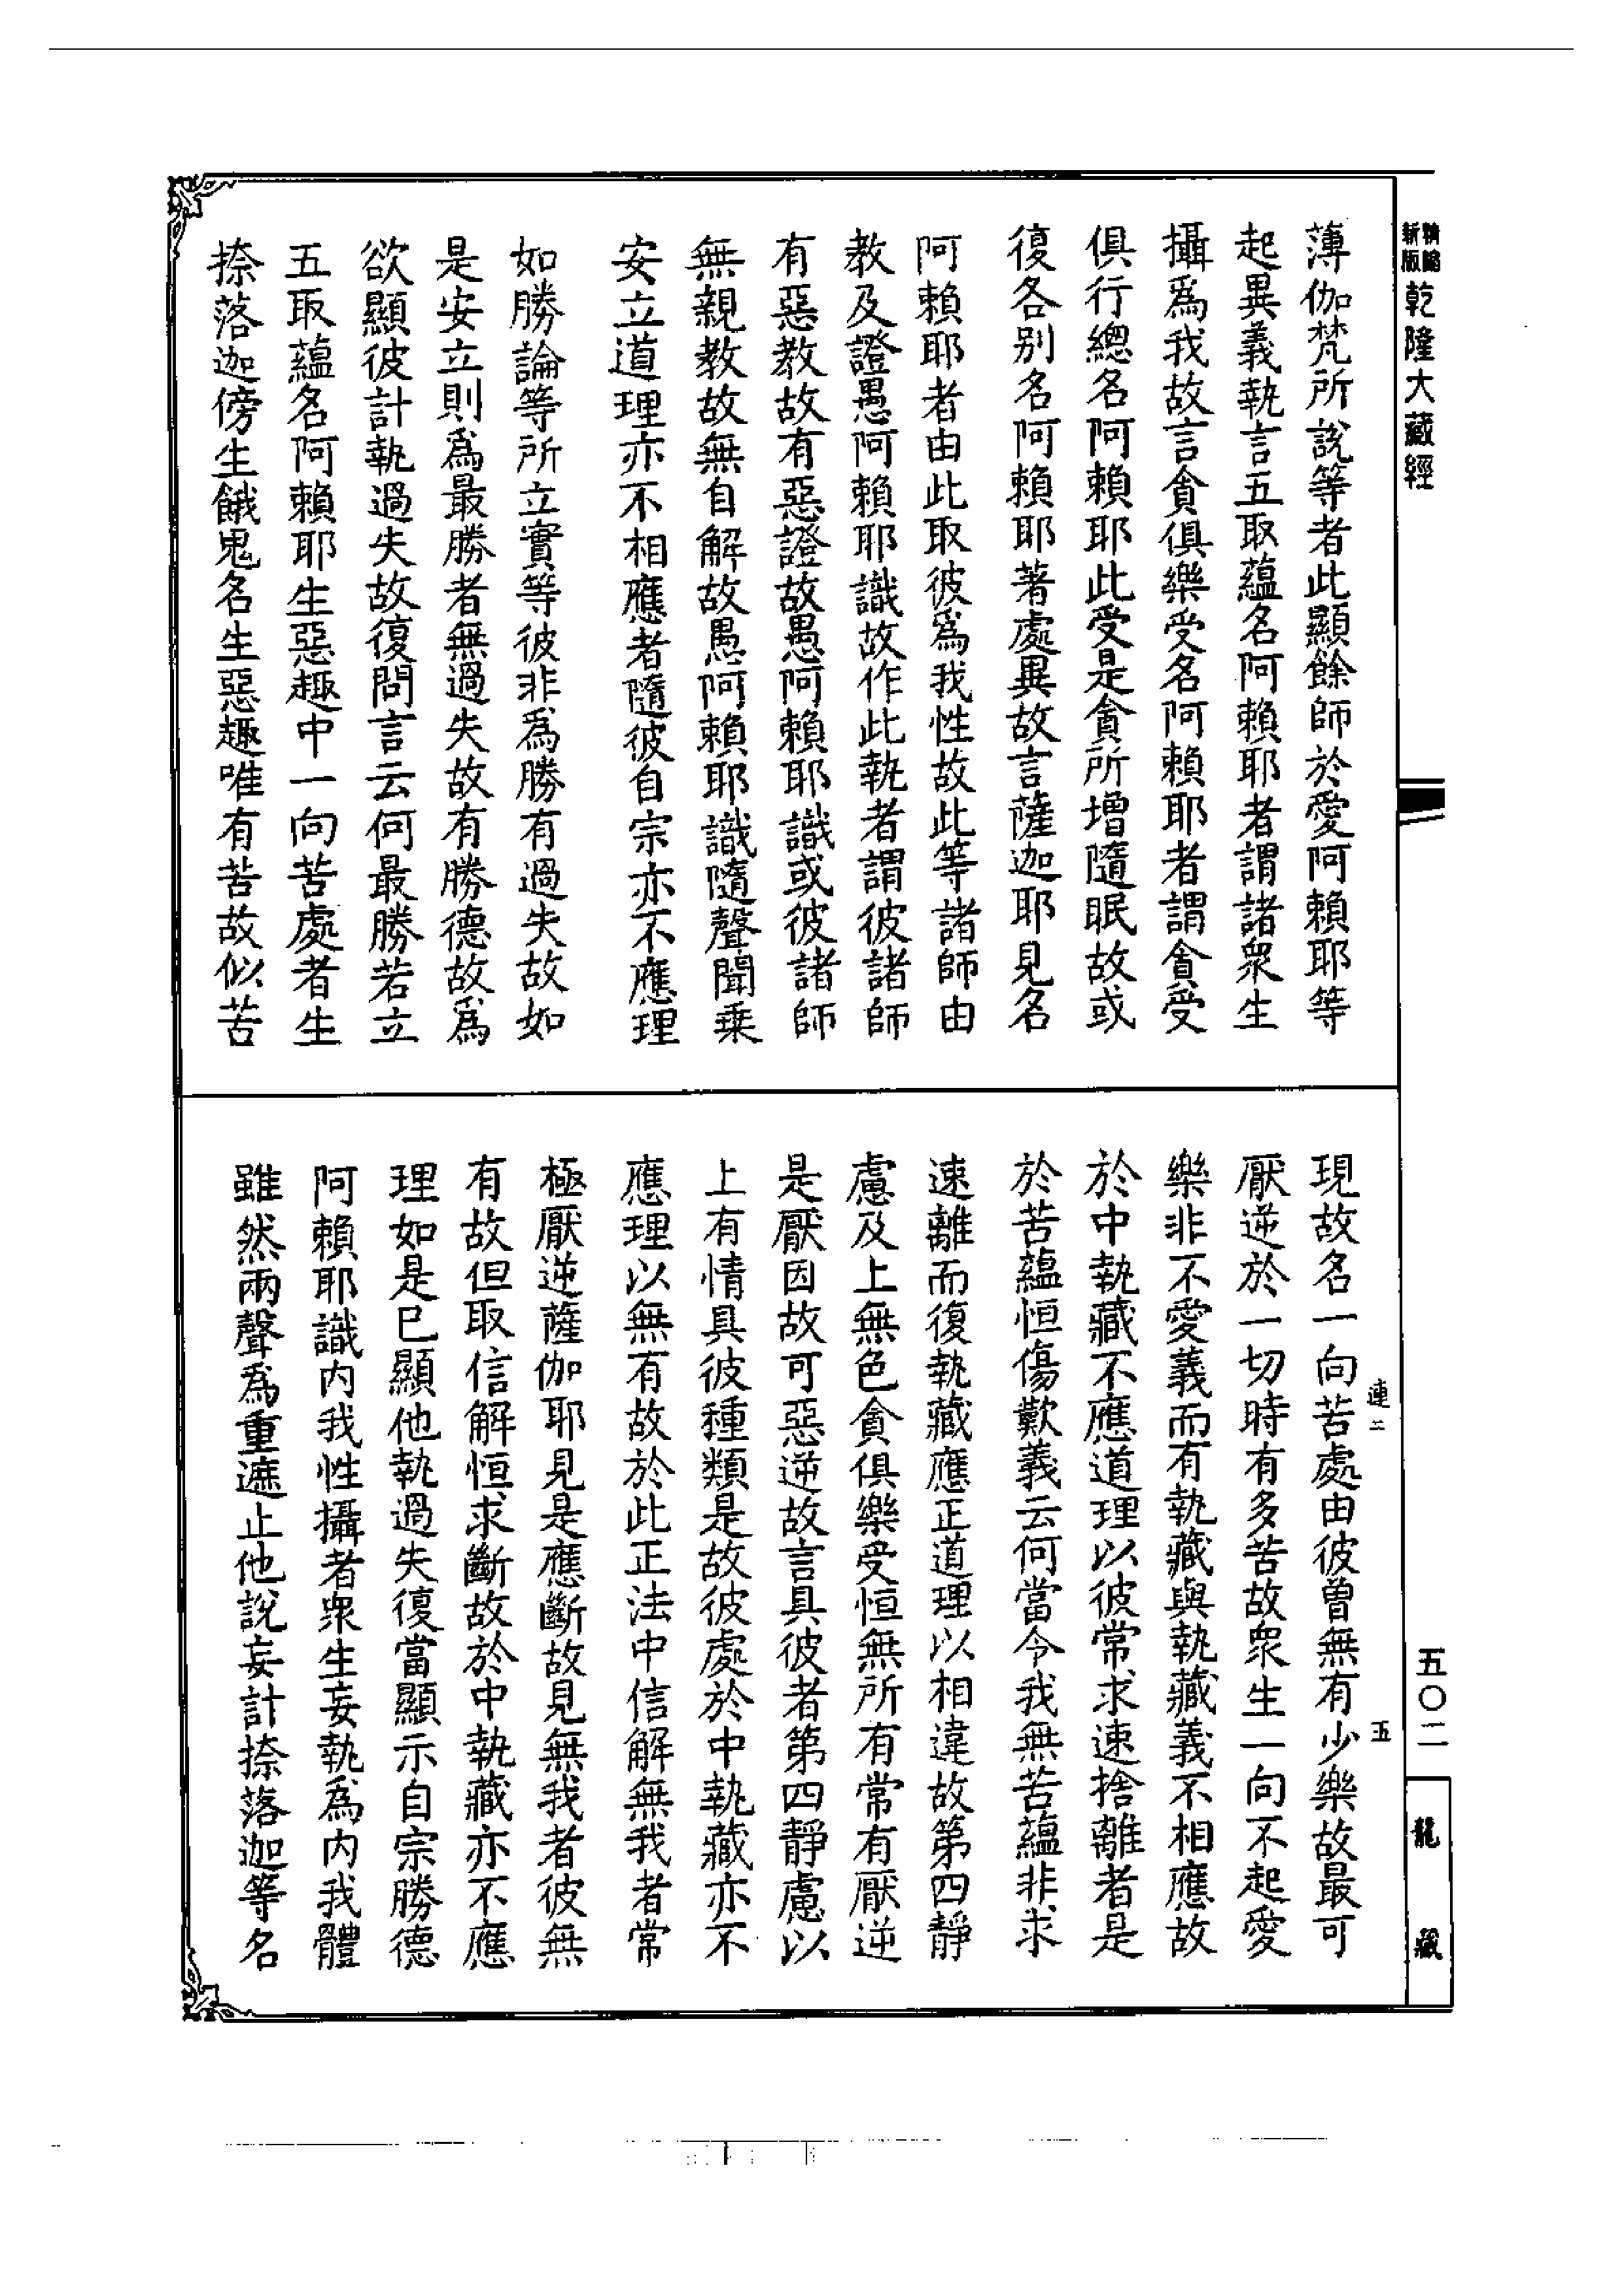 乾隆大藏經
薄伽梵所說等者此顯餘師於愛阿賴耶等
起異義執言五取蘊名阿賴耶者謂諸衆生
攝爲我故言貪俱樂受名阿賴耶者謂貪受
俱行總名阿賴耶此受是貪所增隨眠故或
復各别名阿賴耶著處異故言薩迦耶見名
阿賴耶者由此取彼爲我性故此等諸師由
教及證愚阿賴耶識故作此執者謂彼諸師
有惡教故有惡證故愚阿賴耶識或彼諸師
無親教故無自解故愚阿賴耶識隨聲聞乗
安立道理亦不相應者隨彼自宗亦不應理
如勝論等所立實等彼非爲勝有過失故如
是安立則爲最勝者無過失故有勝德故爲
欲顯彼計執過失故復問言云何最勝若立
五取蘊名阿賴耶生惡趣中一向苦處者生
捺落迦傍生餓鬼名生惡趣唯有苦故似苦
現故名一向苦處由彼曾無有少樂故最可
厭逆於一切時有多苦故衆生一向不起愛
樂非不愛義而有執藏與執藏義不相應故
於中執藏不應道理以彼常求速捨離者是
於苦蘊恒傷歎義云何當令我無苦蘊非求
速離而復執藏應正道理以相違故第四靜
慮及上無色貪俱樂受恒無所有常有厭逆
是厭因故可惡逆故言具彼者第四靜慮以
上有情具彼種類是故彼處於中執藏亦不
應理以無有故於此正法中信解無我者常
極厭逆薩伽耶見是應斷故見無我者彼無
有故但取信解恒求斷故於中執藏亦不應
理如是已顯他執過失復當顯示自宗勝德
阿賴耶識内我性攝者衆生妄執爲内我體
雖然兩聲爲重遮止他說妄計捺落迦等名
連二
五
五〇二
龍藏